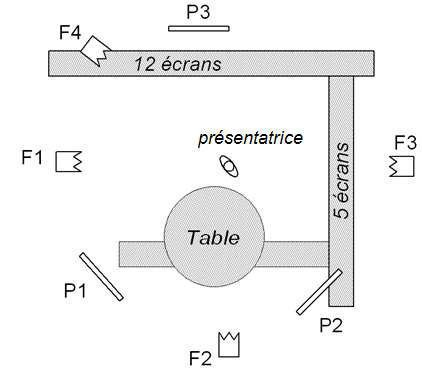 P3
F4
12 écrans
présentatrice
F1
F3
5 écrans
Table
P1
P2
F2